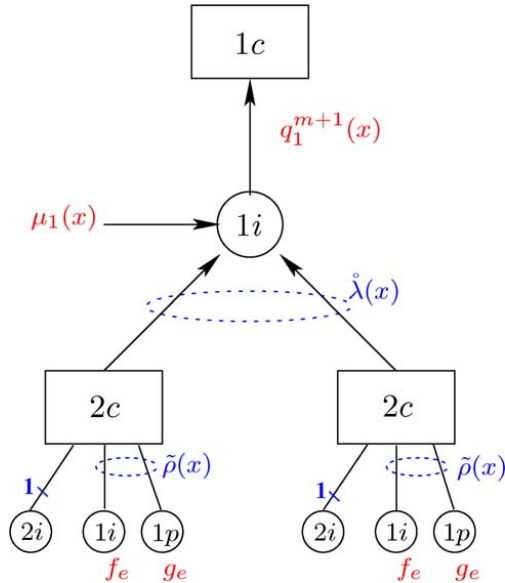 1c
q_1^{m+1}(x)
μ_1(x)
1i
λ̊(x)
2c
2c
1
ρ̃(x)
1
ρ̃(x)
2i
1i
1p
2i
1i
1p
f_e
g_e
f_e
g_e